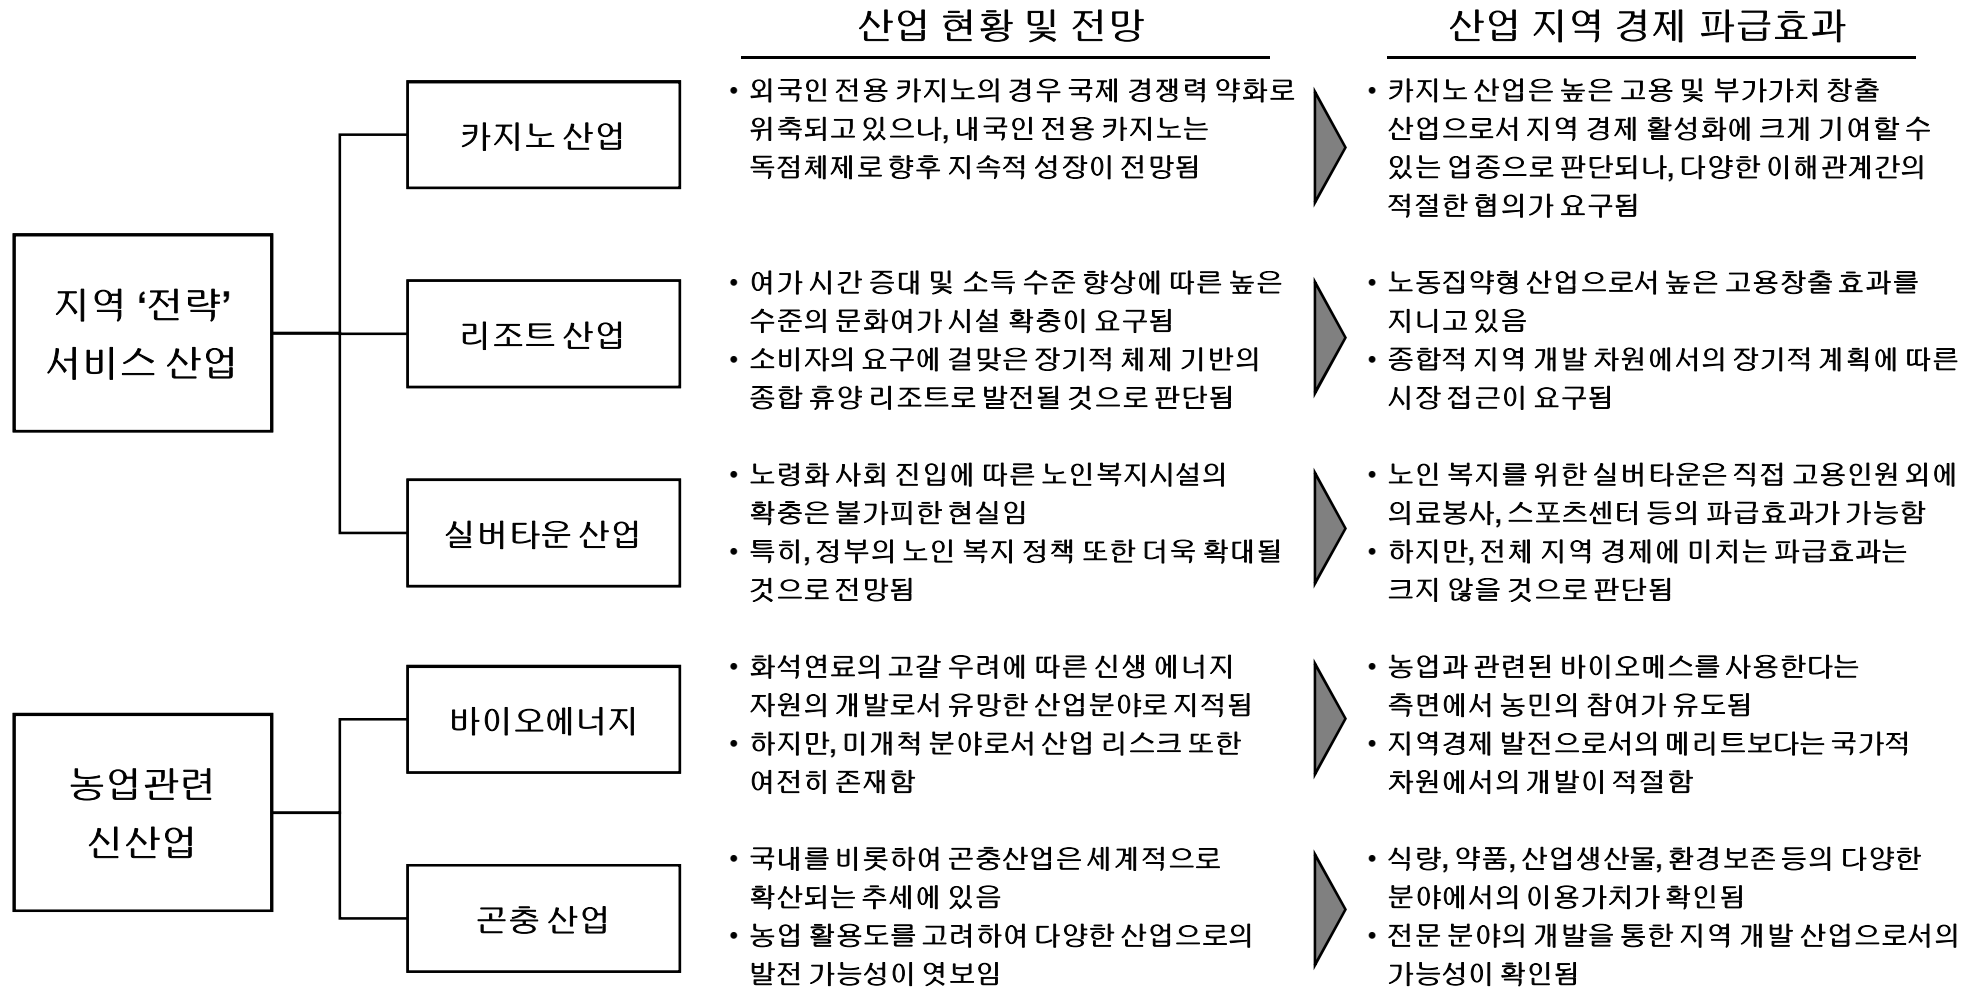 산업 현황 및 전망
산업 지역 경제 파급효과
지역 ‘전략’
서비스 산업
카지노 산업
• 외국인 전용 카지노의 경우 국제 경쟁력 약화로
위축되고 있으나, 내국인 전용 카지노는
독점체제로 향후 지속적 성장이 전망됨
• 카지노 산업은 높은 고용 및 부가가치 창출
산업으로서 지역 경제 활성화에 크게 기여할 수
있는 업종으로 판단되나, 다양한 이해관계간의
적절한 협의가 요구됨
리조트 산업
• 여가 시간 증대 및 소득 수준 향상에 따른 높은
수준의 문화여가 시설 확충이 요구됨
• 소비자의 요구에 걸맞은 장기적 체제 기반의
종합 휴양 리조트로 발전될 것으로 판단됨
• 노동집약형 산업으로서 높은 고용창출 효과를
지니고 있음
• 종합적 지역 개발 차원에서의 장기적 계획에 따른
시장 접근이 요구됨
실버타운 산업
• 노령화 사회 진입에 따른 노인복지시설의
확충은 불가피한 현실임
• 특히, 정부의 노인 복지 정책 또한 더욱 확대될
것으로 전망됨
• 노인 복지를 위한 실버타운은 직접 고용인원 외에
의료봉사, 스포츠센터 등의 파급효과가 가능함
• 하지만, 전체 지역 경제에 미치는 파급효과는
크지 않을 것으로 판단됨
농업관련
신산업
바이오에너지
• 화석연료의 고갈 우려에 따른 신생 에너지
자원의 개발로서 유망한 산업분야로 지적됨
• 하지만, 미개척 분야로서 산업 리스크 또한
여전히 존재함
• 농업과 관련된 바이오메스를 사용한다는
측면에서 농민의 참여가 유도됨
• 지역경제 발전으로서의 메리트보다는 국가적
차원에서의 개발이 적절함
곤충 산업
• 국내를 비롯하여 곤충산업은 세계적으로
확산되는 추세에 있음
• 농업 활용도를 고려하여 다양한 산업으로의
발전 가능성이 엿보임
• 식량, 약품, 산업생산물, 환경보존 등의 다양한
분야에서의 이용가치가 확인됨
• 전문 분야의 개발을 통한 지역 개발 산업으로서의
가능성이 확인됨